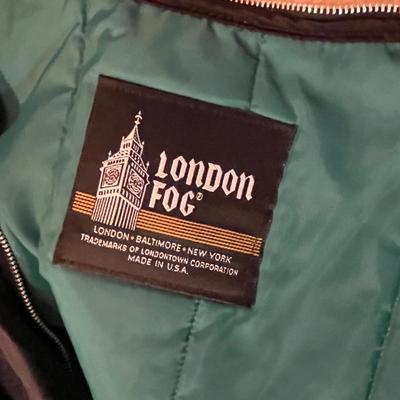 LONDON
FOG®
LONDON • BALTIMORE • NEW YORK
TRADEMARKS OF LONDONTOWN CORPORATION
MADE IN U.S.A.